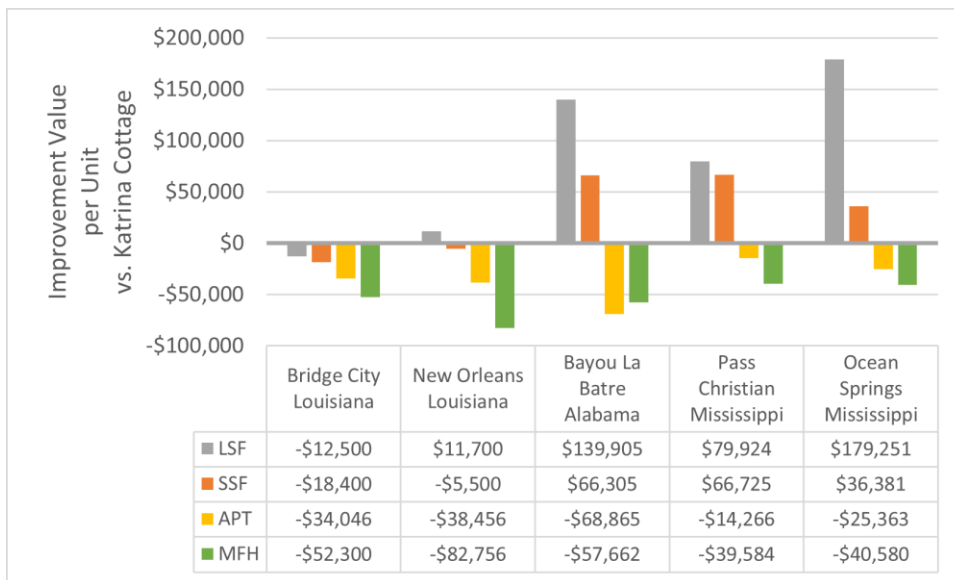 Improvement Value
per Unit
vs. Katrina Cottage
$200,000
$150,000
$100,000
$50,000
$0
-$50,000
-$100,000
Bridge City
Louisiana
New Orleans
Louisiana
Bayou La
Batre
Alabama
Pass
Christian
Mississippi
Ocean
Springs
Mississippi
LSF -$12,500 $11,700 $139,905 $79,924 $179,251
SSF -$18,400 -$5,500 $66,305 $66,725 $36,381
APT -$34,046 -$38,456 -$68,865 -$14,266 -$25,363
MFH -$52,300 -$82,756 -$57,662 -$39,584 -$40,580